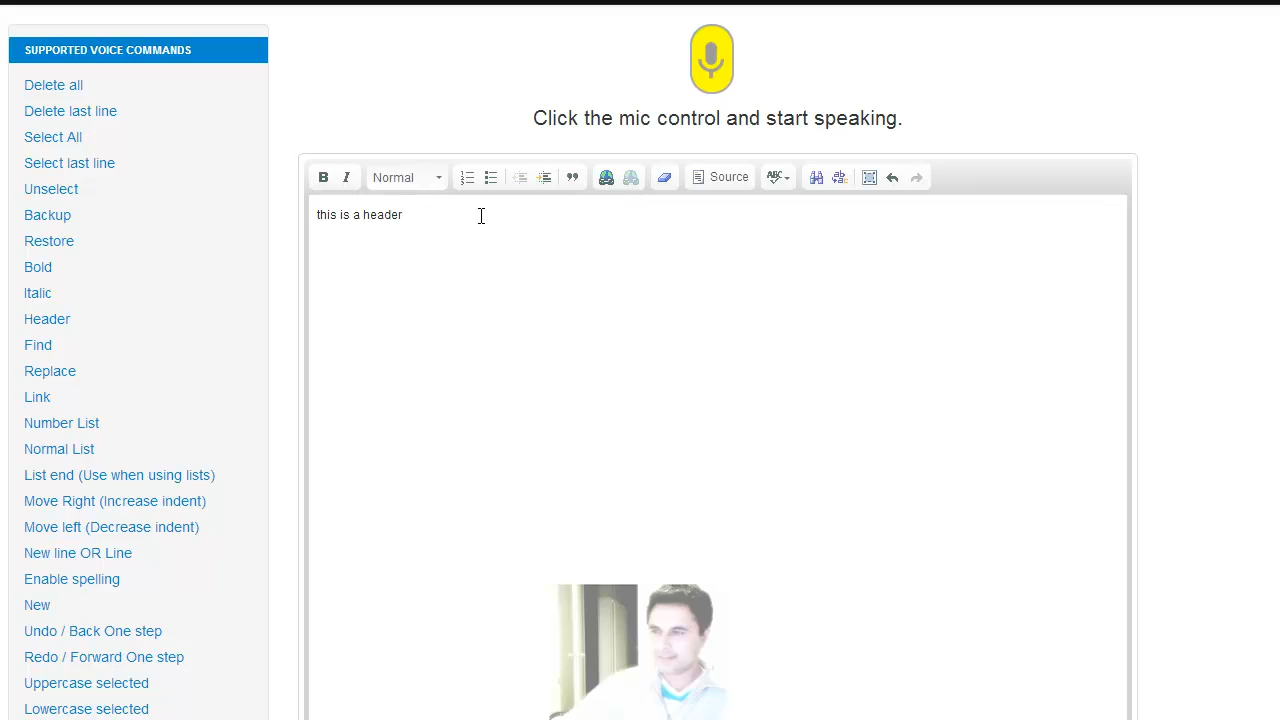 SUPPORTED VOICE COMMANDS
Delete all
Delete last line
Select All
Select last line
Unselect
Backup
Restore
Bold
Italic
Header
Find
Replace
Link
Number List
Normal List
List end (Use when using lists)
Move Right (Increase indent)
Move left (Decrease indent)
New line OR Line
Enable spelling
New
Undo / Back One step
Redo / Forward One step
Uppercase selected
Lowercase selected
Click the mic control and start speaking.
B I Normal Source ABC
this is a header